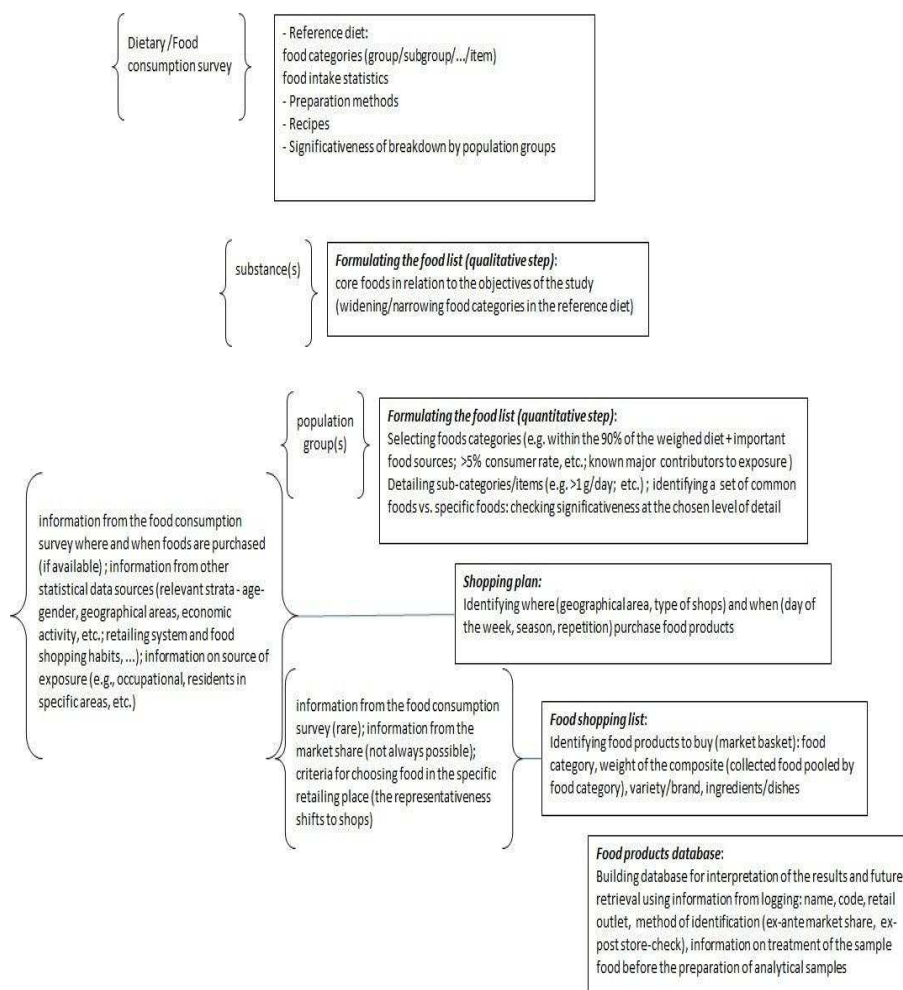 Dietary /Food
consumption survey
- Reference diet:
food categories (group/subgroup/.../item)
food intake statistics
- Preparation methods
- Recipes
- Significativeness of breakdown by population groups
substance(s)
Formulating the food list (qualitative step):
core foods in relation to the objectives of the study
(widening/narrowing food categories in the reference diet)
population
group(s)
Formulating the food list (quantitative step):
Selecting foods categories (e.g. within the 90% of the weighed diet + important
food sources; >5% consumer rate, etc.; known major contributors to exposure )
Detailing sub-categories/items (e.g. >1 g/day; etc.) ; identifying a set of common
foods vs. specific foods: checking significativeness at the chosen level of detail
information from the food consumption
survey where and when foods are purchased
(if available) ; information from other
statistical data sources (relevant strata - age-
gender, geographical areas, economic
activity, etc.; retailing system and food
shopping habits, ...); information on source of
exposure (e.g., occupational, residents in
specific areas, etc.)
Shopping plan:
Identifying where (geographical area, type of shops) and when (day of
the week, season, repetition) purchase food products
information from the food consumption
survey (rare); information from the
market share (not always possible);
criteria for choosing food in the specific
retailing place (the representativeness
shifts to shops)
Food shopping list:
Identifying food products to buy (market basket): food
category, weight of the composite (collected food pooled by
food category), variety/brand, ingredients/dishes
Food products database:
Building database for interpretation of the results and future
retrieval using information from logging: name, code, retail
outlet, method of identification (ex-ante market share, ex-
post store-check), information on treatment of the sample
food before the preparation of analytical samples